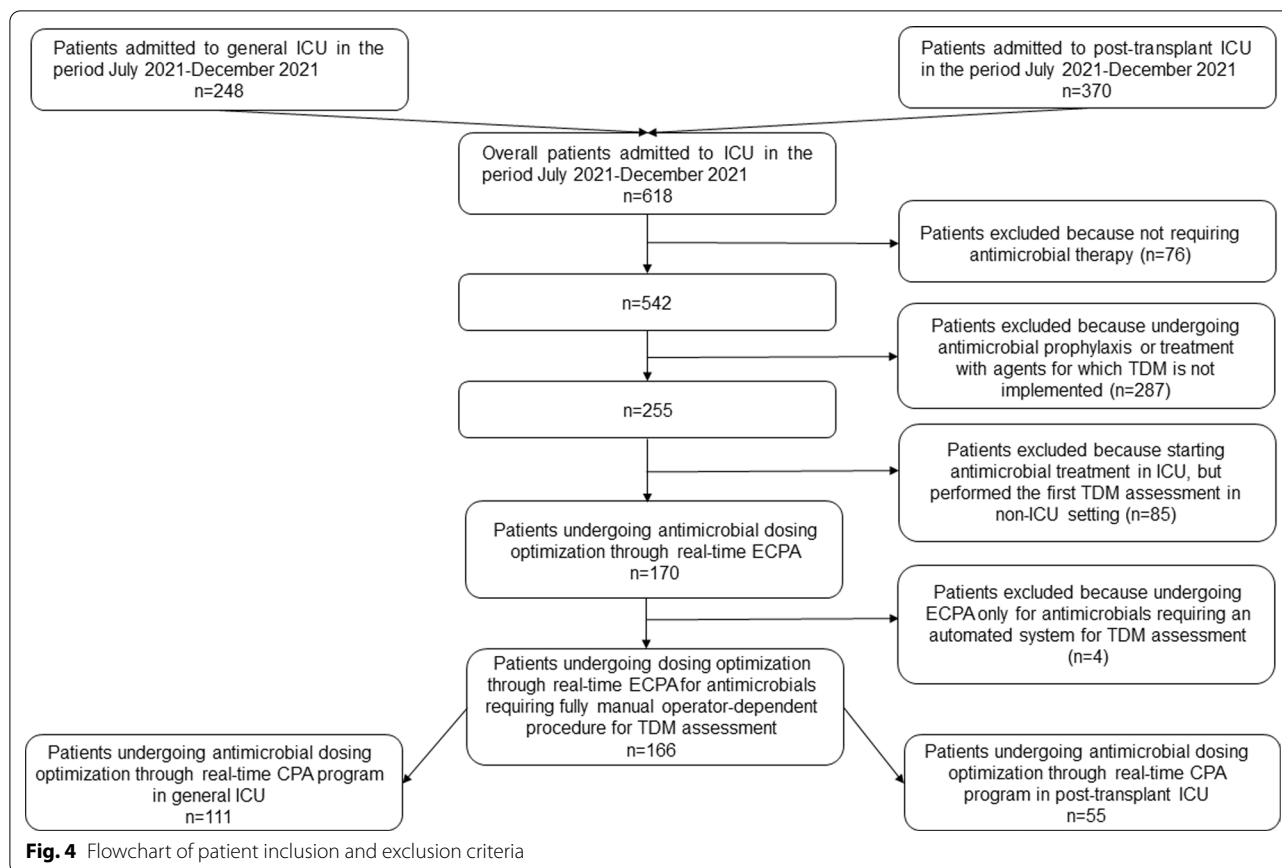 Patients admitted to general ICU in the
period July 2021-December 2021
n=248
Patients admitted to post-transplant ICU
in the period July 2021-December 2021
n=370
Overall patients admitted to ICU in the
period July 2021-December 2021
n=618
Patients excluded because not requiring
antimicrobial therapy (n=76)
n=542
Patients excluded because undergoing
antimicrobial prophylaxis or treatment
with agents for which TDM is not
implemented (n=287)
n=255
Patients excluded because starting
antimicrobial treatment in ICU, but
performed the first TDM assessment in
non-ICU setting (n=85)
Patients undergoing antimicrobial dosing
optimization through real-time ECPA
n=170
Patients excluded because undergoing
ECPA only for antimicrobials requiring an
automated system for TDM assessment
(n=4)
Patients undergoing dosing optimization
through real-time ECPA for antimicrobials
requiring fully manual operator-dependent
procedure for TDM assessment
n=166
Patients undergoing antimicrobial dosing
optimization through real-time CPA program
in general ICU
n=111
Patients undergoing antimicrobial dosing
optimization through real-time CPA
program in post-transplant ICU
n=55
Fig. 4 Flowchart of patient inclusion and exclusion criteria